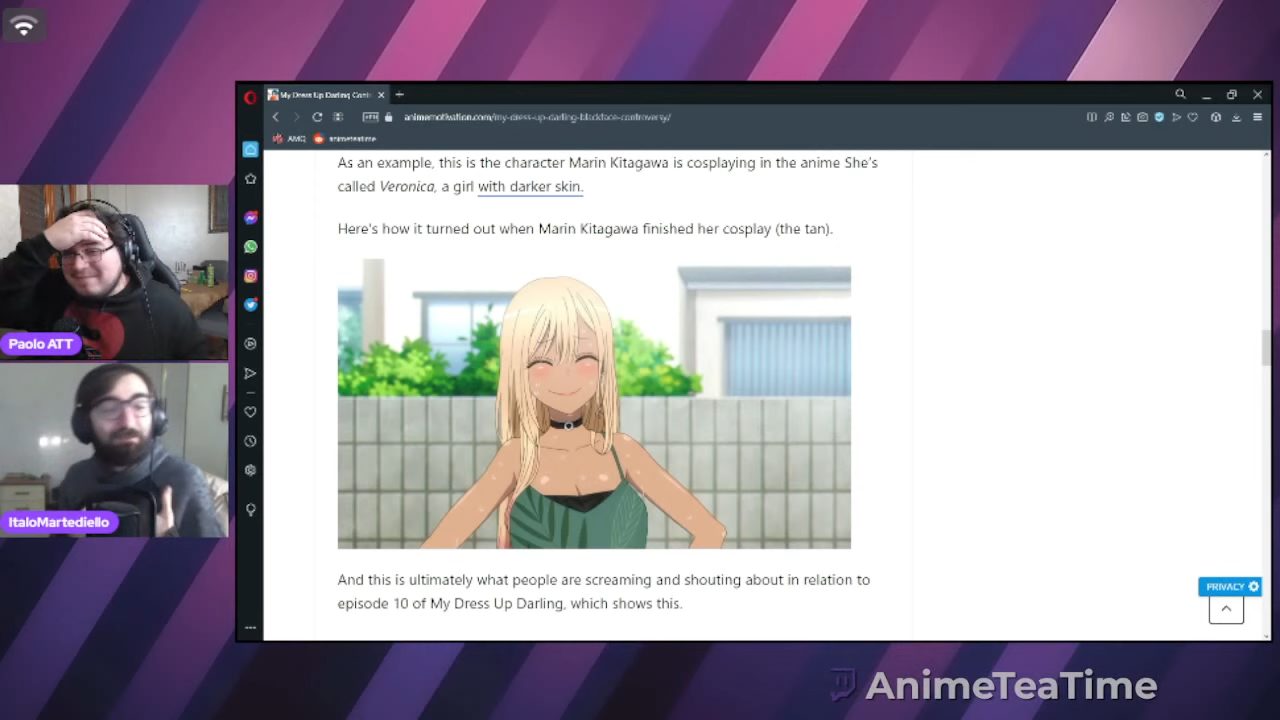 My Dress Up Darling Contr
animemotivation.com/my-dress-up-darling-blackface-controversy/
VPN
AMQ
animeteatime
As an example, this is the character Marin Kitagawa is cosplaying in the anime She's
called Veronica, a girl with darker skin.
Here's how it turned out when Marin Kitagawa finished her cosplay (the tan).
And this is ultimately what people are screaming and shouting about in relation to
episode 10 of My Dress Up Darling, which shows this.
PRIVACY
Paolo ATT
ItaloMartediello
AnimeTeaTime